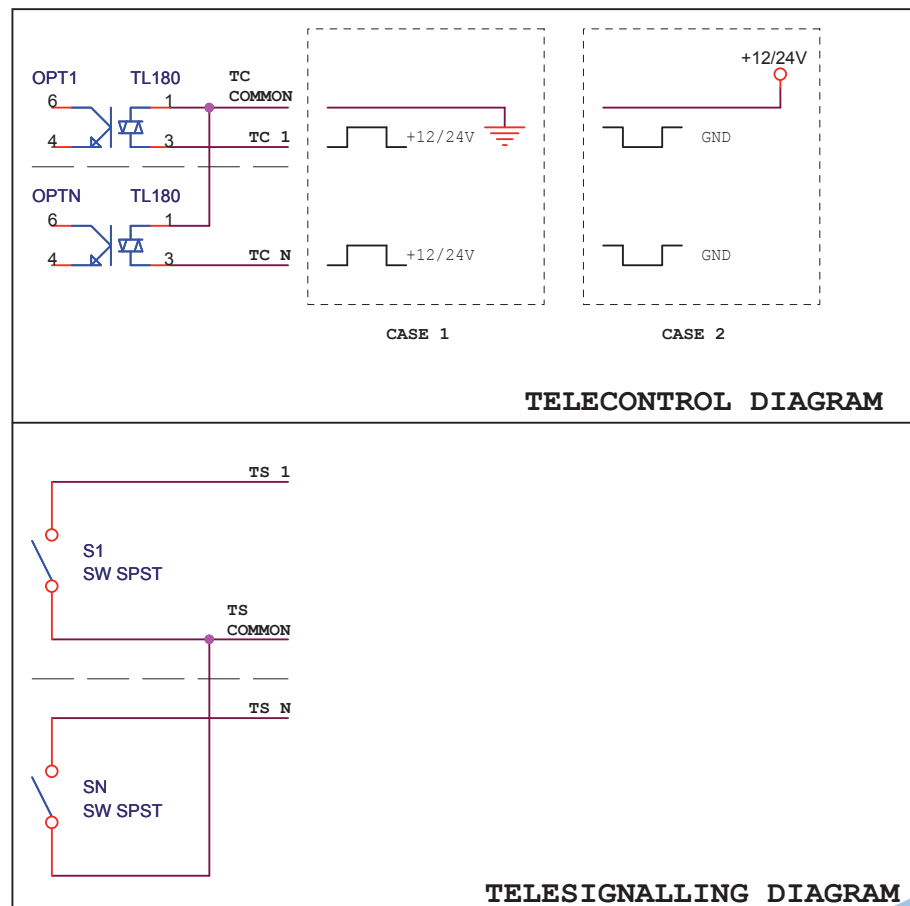 +12/24V
OPT1 TL180 TC
COMMON
6 1
4 3 TC 1 +12/24V GND
OPTN TL180
6 1
4 3 TC N +12/24V GND
CASE 1 CASE 2
TELECONTROL DIAGRAM
TS 1
S1
SW SPST
TS
COMMON
TS N
SN
SW SPST
TELESIGNALLING DIAGRAM